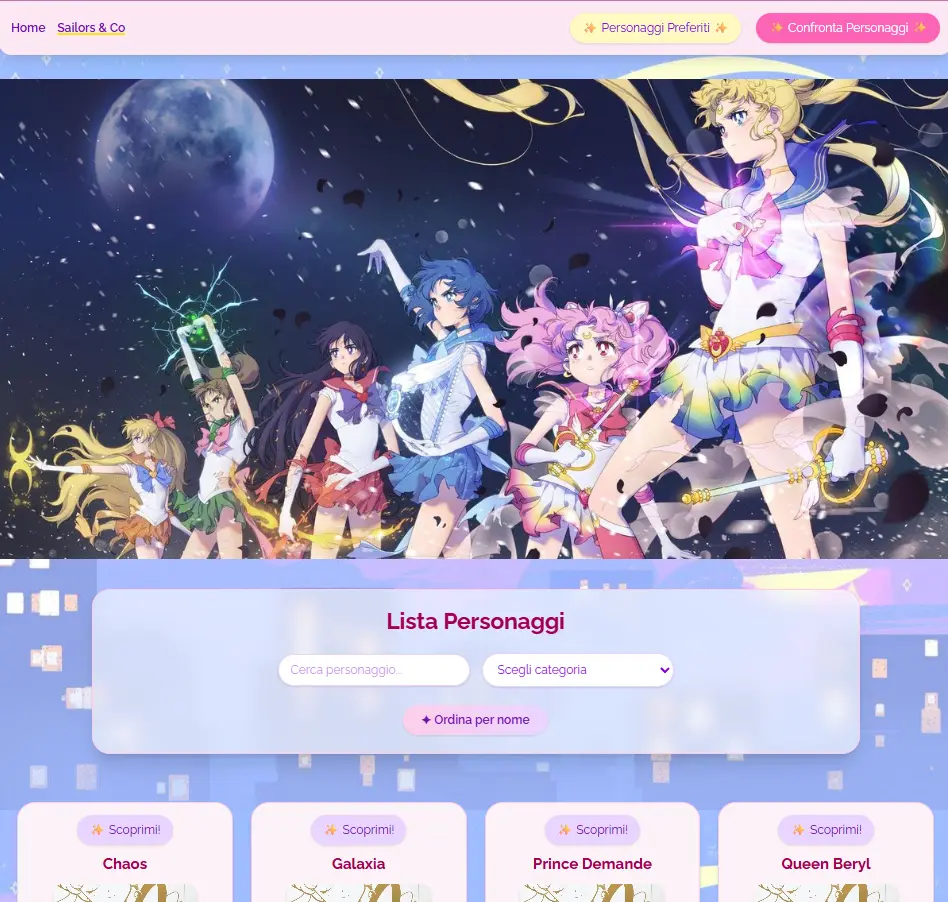 Home Sailors & Co ✨ Personaggi Preferiti ✨ ✨ Confronta Personaggi ✨
Lista Personaggi
Cerca personaggio... Scegli categoria
✦ Ordina per nome
✨ Scoprimi! ✨ Scoprimi! ✨ Scoprimi! ✨ Scoprimi!
Chaos Galaxia Prince Demande Queen Beryl